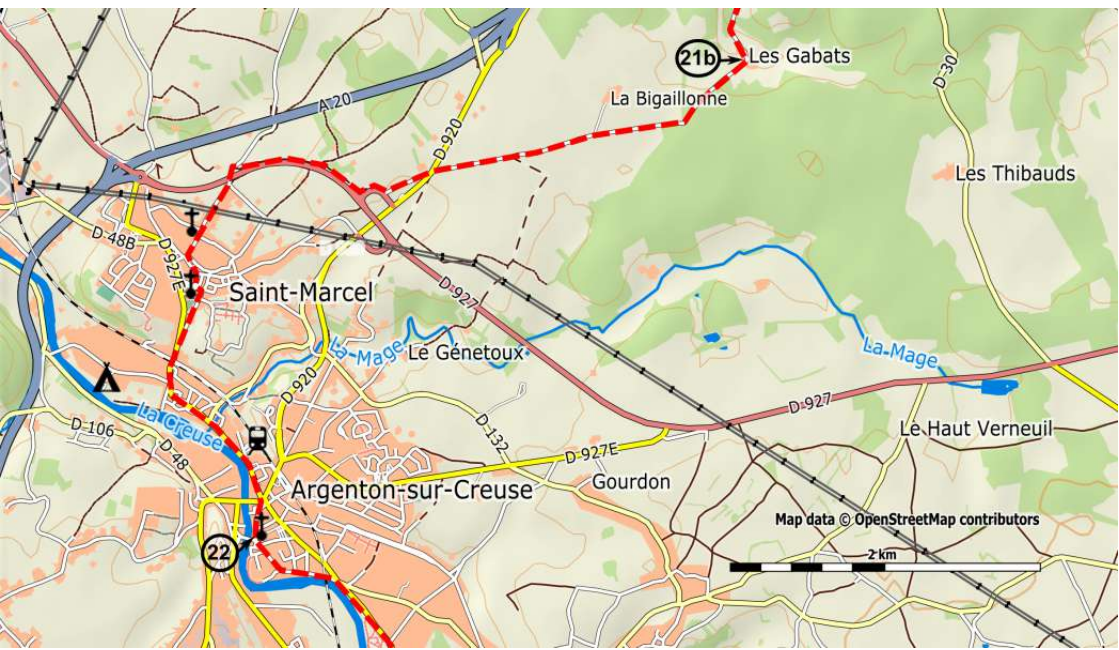 21b
Les Gabats
D 30
A 20
La Bigaillonne
D 920
Les Thibauds
D 48B
D 927E
Saint-Marcel
D 927
La Mage
Le Génetoux
La Mage
D 920
D 927
La Creuse
D 106
D 48
D 132
Le Haut Verneuil
D 927E
Gourdon
Argenton-sur-Creuse
Map data © OpenStreetMap contributors
22
2 km